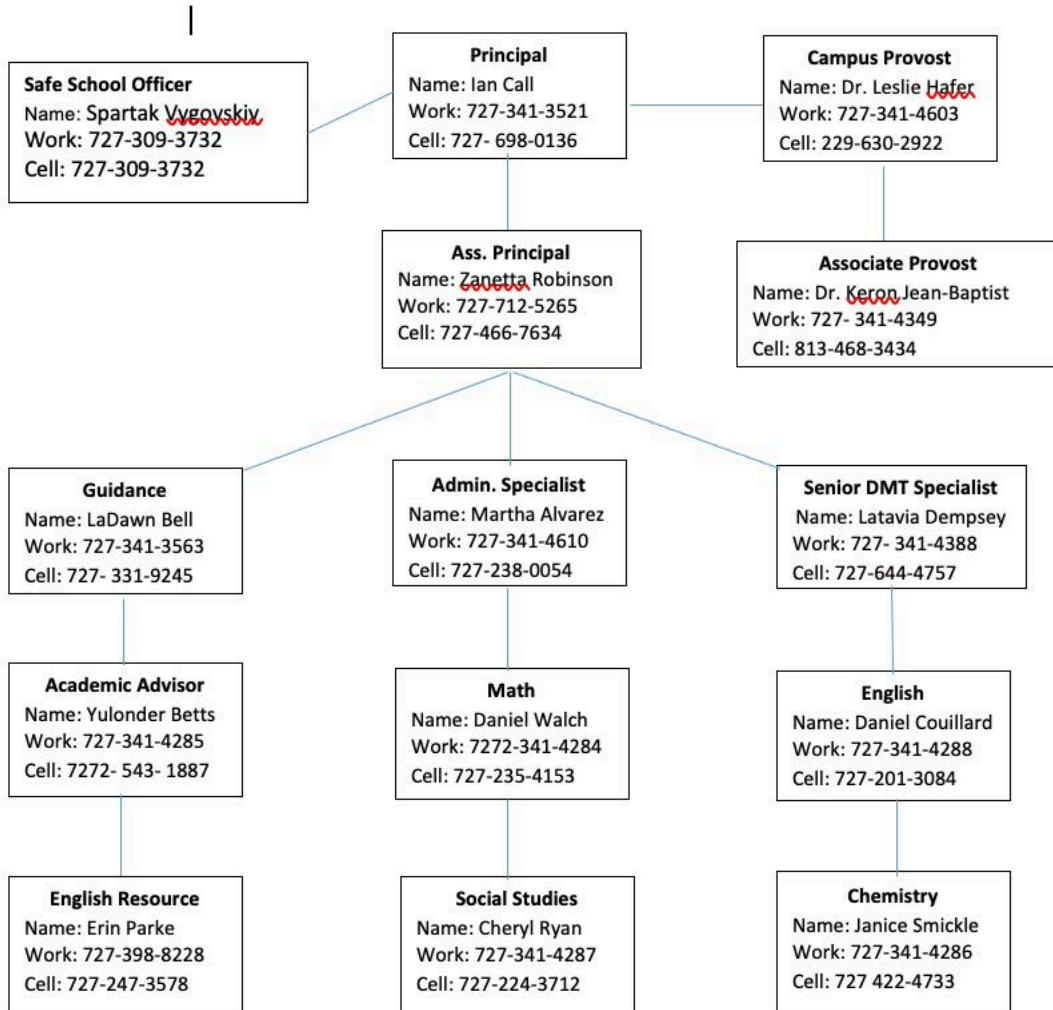 Safe School Officer
Name: Spartak Vygovskiy
Work: 727-309-3732
Cell: 727-309-3732
Principal
Name: Ian Call
Work: 727-341-3521
Cell: 727- 698-0136
Campus Provost
Name: Dr. Leslie Hafer
Work: 727-341-4603
Cell: 229-630-2922
Ass. Principal
Name: Zanetta Robinson
Work: 727-712-5265
Cell: 727-466-7634
Associate Provost
Name: Dr. Keron Jean-Baptist
Work: 727- 341-4349
Cell: 813-468-3434
Guidance
Name: LaDawn Bell
Work: 727-341-3563
Cell: 727- 331-9245
Admin. Specialist
Name: Martha Alvarez
Work: 727-341-4610
Cell: 727-238-0054
Senior DMT Specialist
Name: Latavia Dempsey
Work: 727- 341-4388
Cell: 727-644-4757
Academic Advisor
Name: Yulonder Betts
Work: 727-341-4285
Cell: 7272- 543- 1887
Math
Name: Daniel Walch
Work: 7272-341-4284
Cell: 727-235-4153
English
Name: Daniel Couillard
Work: 727-341-4288
Cell: 727-201-3084
English Resource
Name: Erin Parke
Work: 727-398-8228
Cell: 727-247-3578
Social Studies
Name: Cheryl Ryan
Work: 727-341-4287
Cell: 727-224-3712
Chemistry
Name: Janice Smickle
Work: 727-341-4286
Cell: 727 422-4733